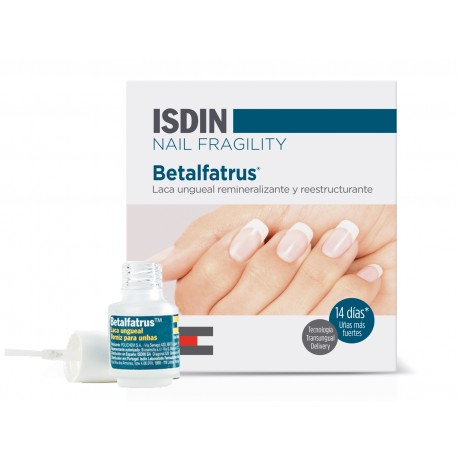 ISDIN
NAIL FRAGILITY
Betalfatrus®
Laca ungueal remineralizante y reestructurante
14 días*
Uñas más
fuertes
Tecnología
Transungual
Delivery
Betalfatrus™
Laca ungueal
Verniz para unhas